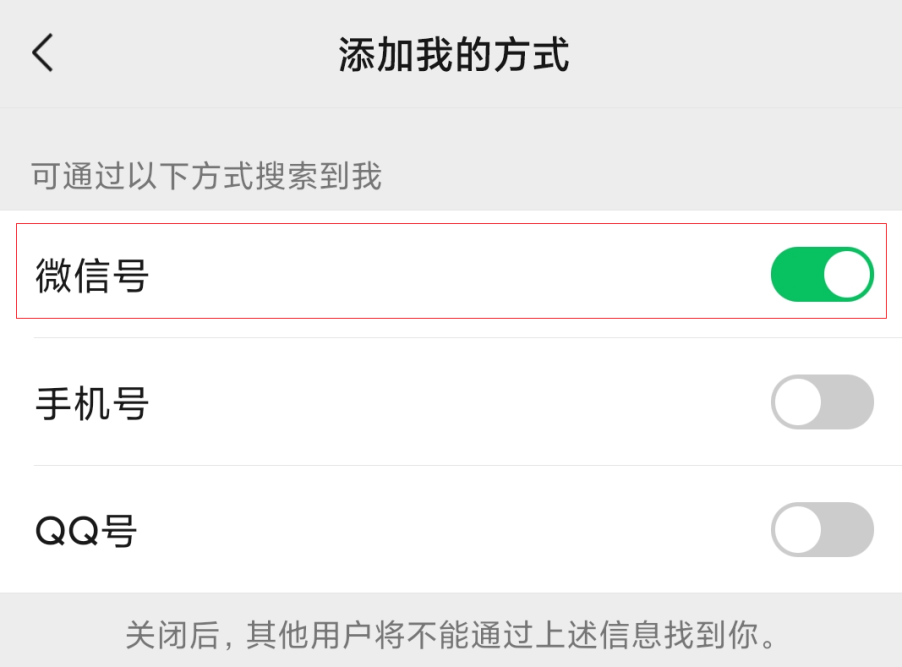 添加我的方式
可通过以下方式搜索到我
微信号
手机号
QQ号
关闭后，其他用户将不能通过上述信息找到你。